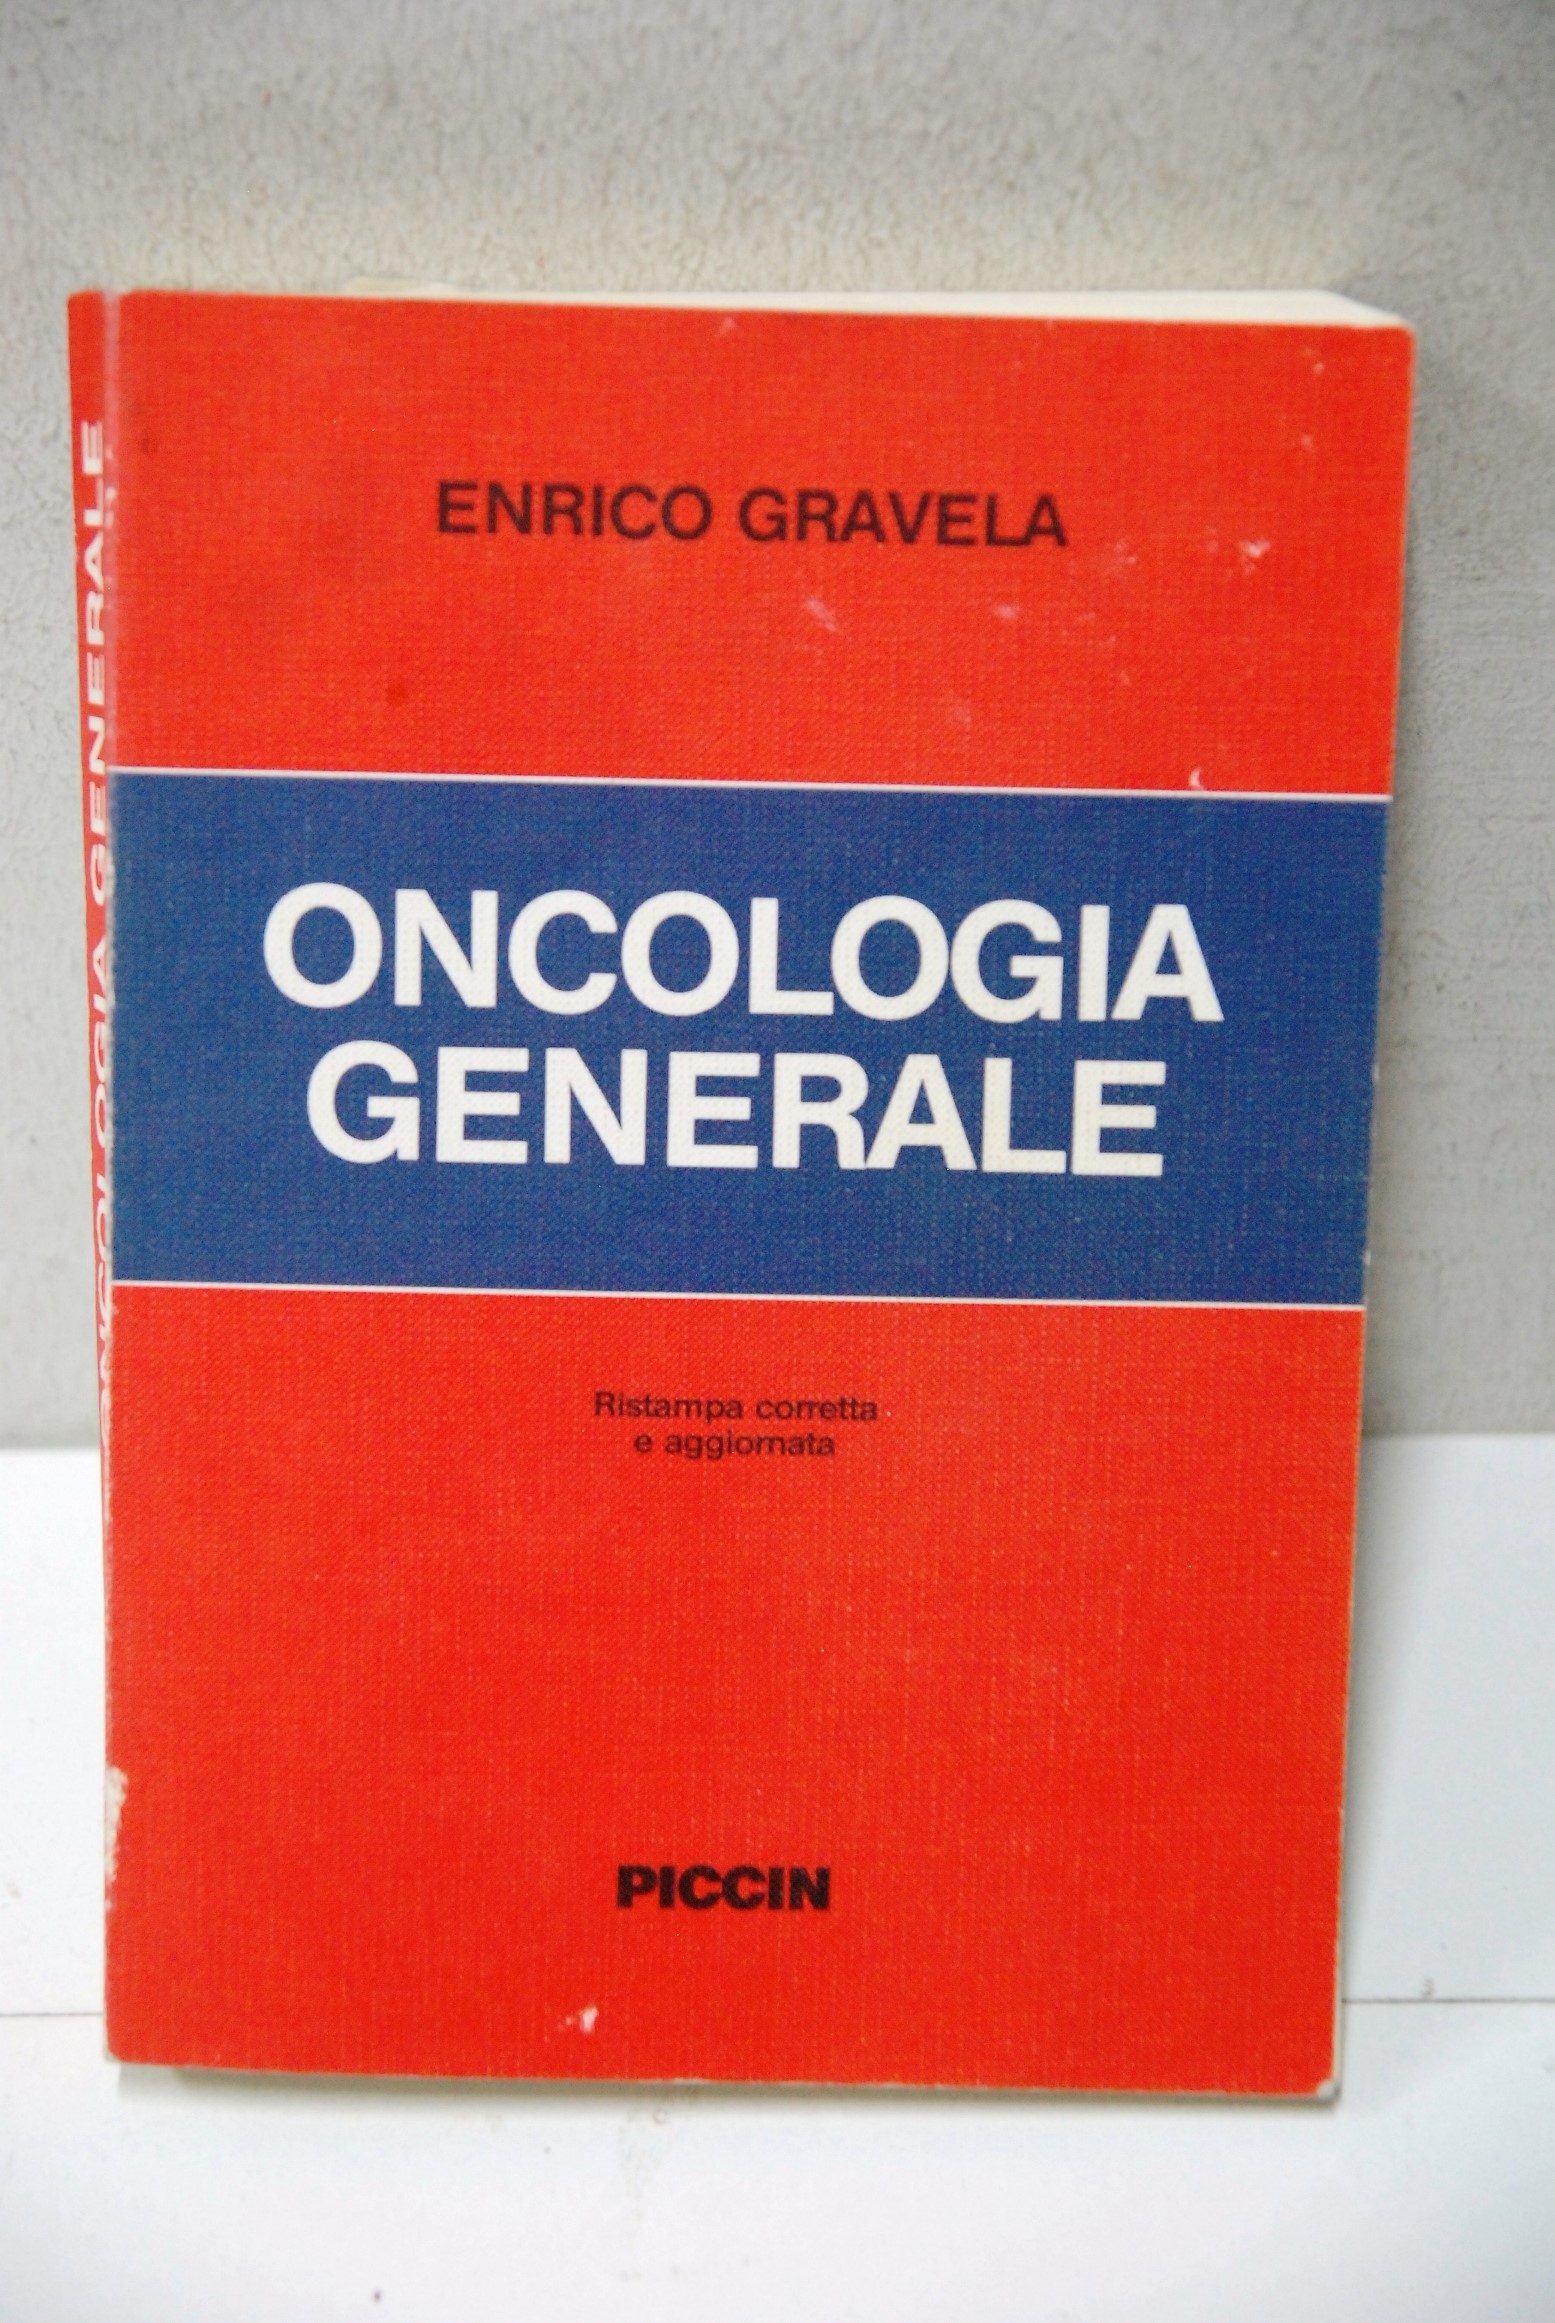 ENRICO GRAVELA
ONCOLOGIA
GENERALE
Ristampa corretta
e aggiornata
PICCIN
ONCOLOGIA GENERALE